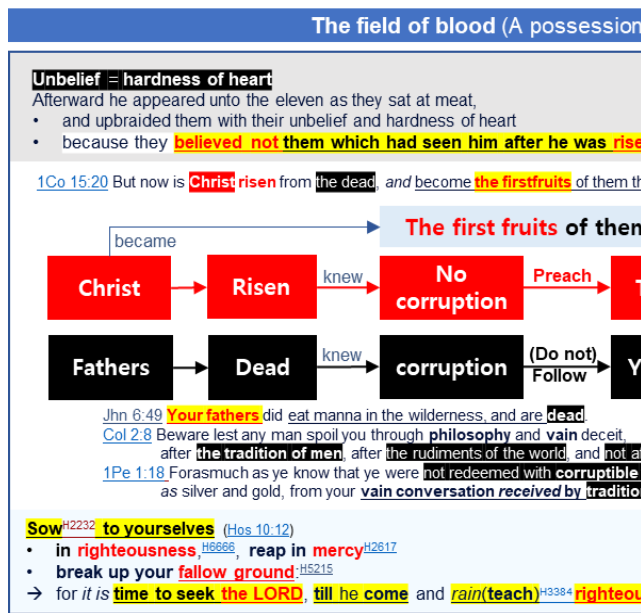 The field of blood (A possession
Unbelief = hardness of heart
Afterward he appeared unto the eleven as they sat at meat,
• and upbraided them with their unbelief and hardness of heart
• because they believed not them which had seen him after he was rise
1Co 15:20 But now is Christ risen from the dead, and become the firstfruits of them th
became
The first fruits of them
Christ
Risen
knew
No corruption
Preach
T
Fathers
Dead
knew
corruption
(Do not) Follow
Y
Jhn 6:49 Your fathers did eat manna in the wilderness, and are dead.
Col 2:8 Beware lest any man spoil you through philosophy and vain deceit,
after the tradition of men, after the rudiments of the world, and not af
1Pe 1:18 Forasmuch as ye know that ye were not redeemed with corruptible
as silver and gold, from your vain conversation received by tradition
Sow H2232 to yourselves (Hos 10:12)
• in righteousness, H6666, reap in mercy H2617
• break up your fallow ground: H5215
→ for it is time to seek the LORD, till he come and rain(teach) H3384 righteou